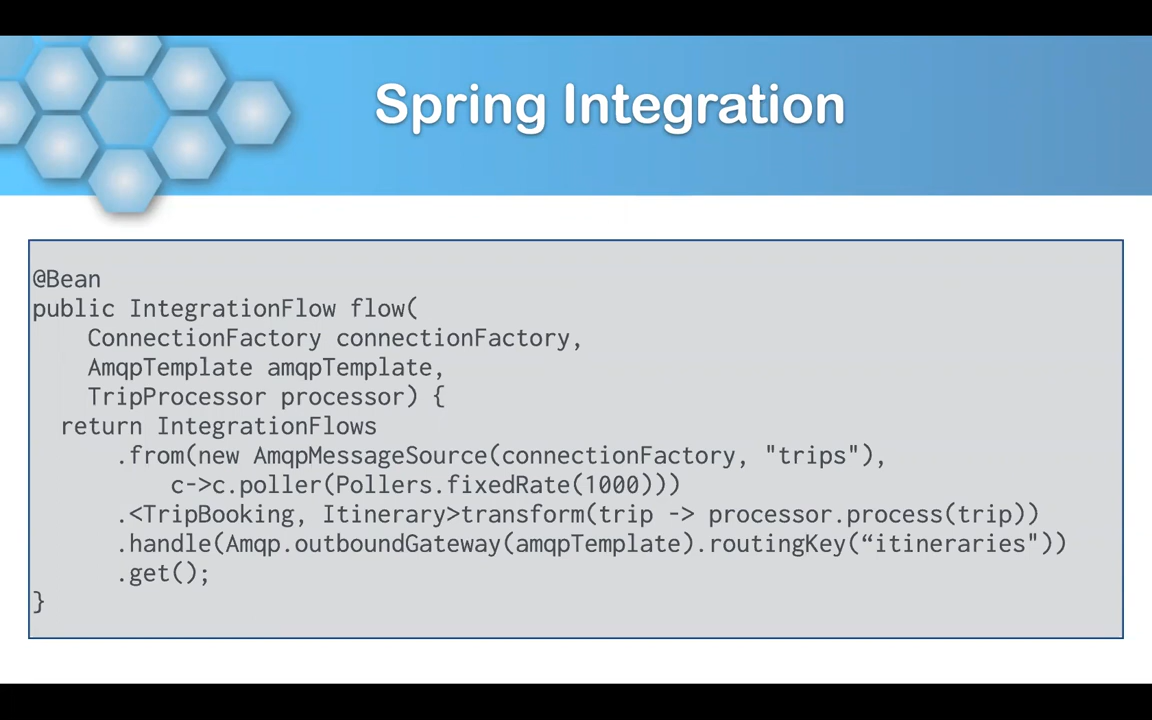 Spring Integration
@Bean
public IntegrationFlow flow(
    ConnectionFactory connectionFactory,
    AmqpTemplate amqpTemplate,
    TripProcessor processor) {
  return IntegrationFlows
      .from(new AmqpMessageSource(connectionFactory, "trips"),
          c->c.poller(Pollers.fixedRate(1000)))
      .<TripBooking, Itinerary>transform(trip -> processor.process(trip))
      .handle(Amqp.outboundGateway(amqpTemplate).routingKey(“itineraries"))
      .get();
}